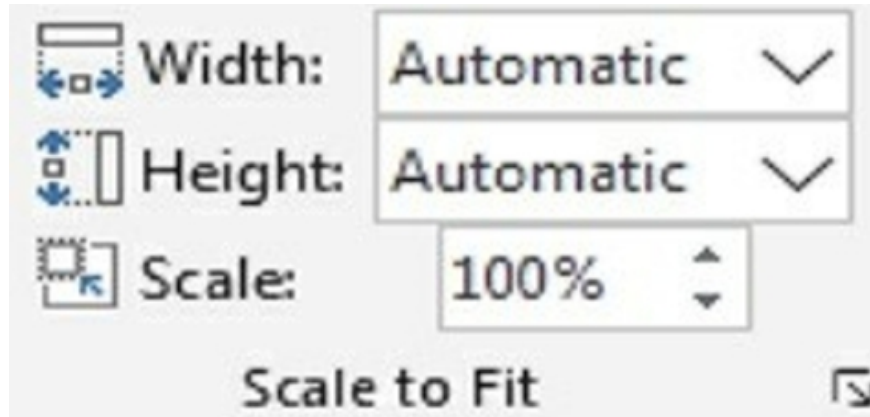 Width: Automatic
Height: Automatic
Scale: 100%
Scale to Fit